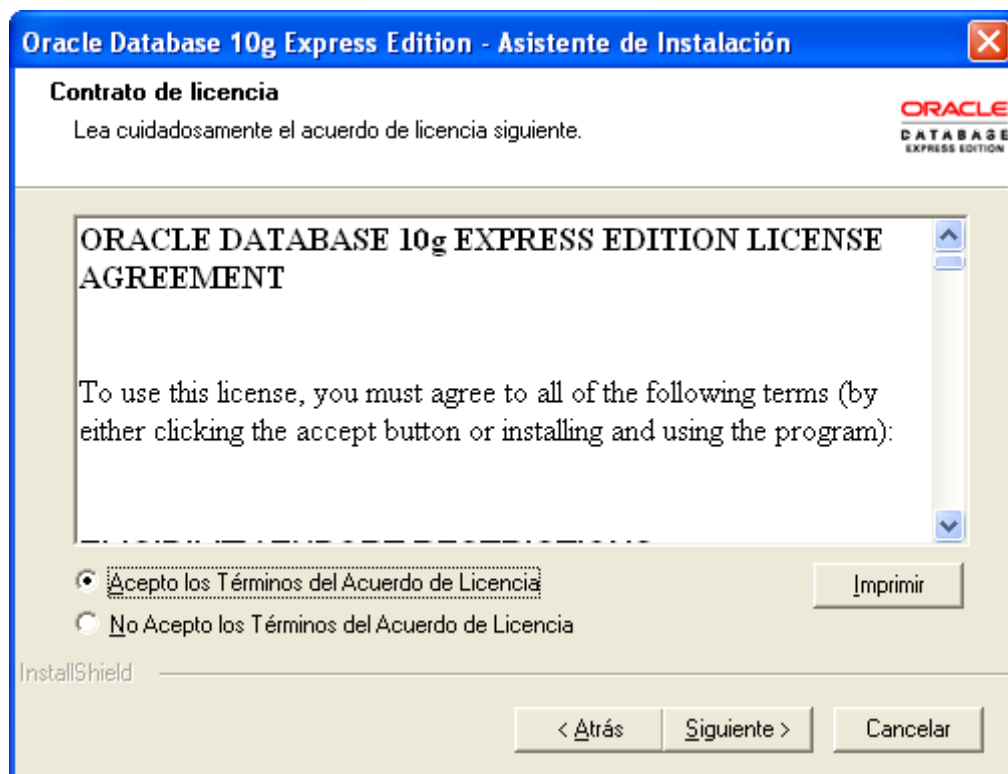 Oracle Database 10g Express Edition - Asistente de Instalación
Contrato de licencia
Lea cuidadosamente el acuerdo de licencia siguiente.
ORACLE
DATABASE
EXPRESS EDITION
ORACLE DATABASE 10g EXPRESS EDITION LICENSE
AGREEMENT
To use this license, you must agree to all of the following terms (by
either clicking the accept button or installing and using the program):
Acepto los Términos del Acuerdo de Licencia
Imprimir
No Acepto los Términos del Acuerdo de Licencia
InstallShield
< Atrás
Siguiente >
Cancelar